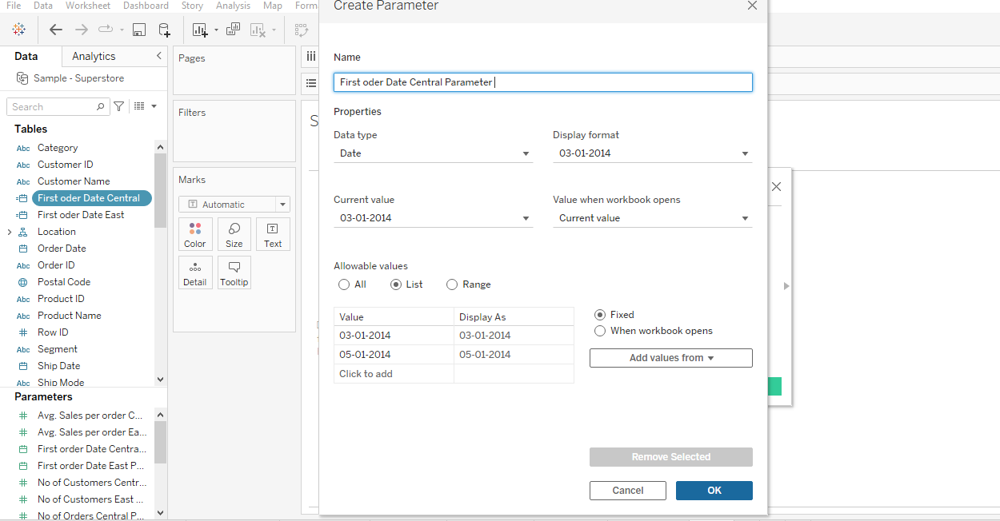 File Data Worksheet Dashboard Story Analysis Map Form
Create Parameter
Data Analytics
Sample - Superstore
Search
Tables
Abc Category
Abc Customer ID
Abc Customer Name
First oder Date Central
First oder Date East
Location
Order Date
Abc Order ID
Postal Code
Abc Product ID
Abc Product Name
Row ID
Abc Segment
Ship Date
Abc Ship Mode
Parameters
Avg. Sales per order C...
Avg. Sales per order Ea...
First order Date Centra...
First order Date East P...
No of Customers Centr...
No of Customers East ...
No of Orders Central P...
Pages
Filters
Marks
Automatic
Color Size Text
Detail Tooltip
S
Name
First oder Date Central Parameter
Properties
Data type Display format
Date 03-01-2014
Current value Value when workbook opens
03-01-2014 Current value
Allowable values
All List Range
Value Display As
03-01-2014 03-01-2014
05-01-2014 05-01-2014
Click to add
Fixed
When workbook opens
Add values from
Remove Selected
Cancel OK